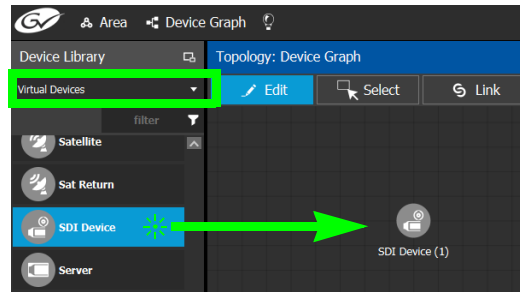 GV Area Device Graph
Device Library
Topology: Device Graph
Virtual Devices
Edit Select Link
filter
Satellite
Sat Return
SDI Device
SDI Device (1)
Server